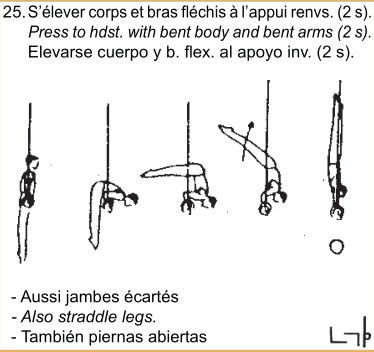 25. S'élever corps et bras fléchis à l'appui renvs. (2 s).
Press to hdst. with bent body and bent arms (2 s).
Elevarse cuerpo y b. flex. al apoyo inv. (2 s).
- Aussi jambes écartés
- Also straddle legs.
- También piernas abiertas